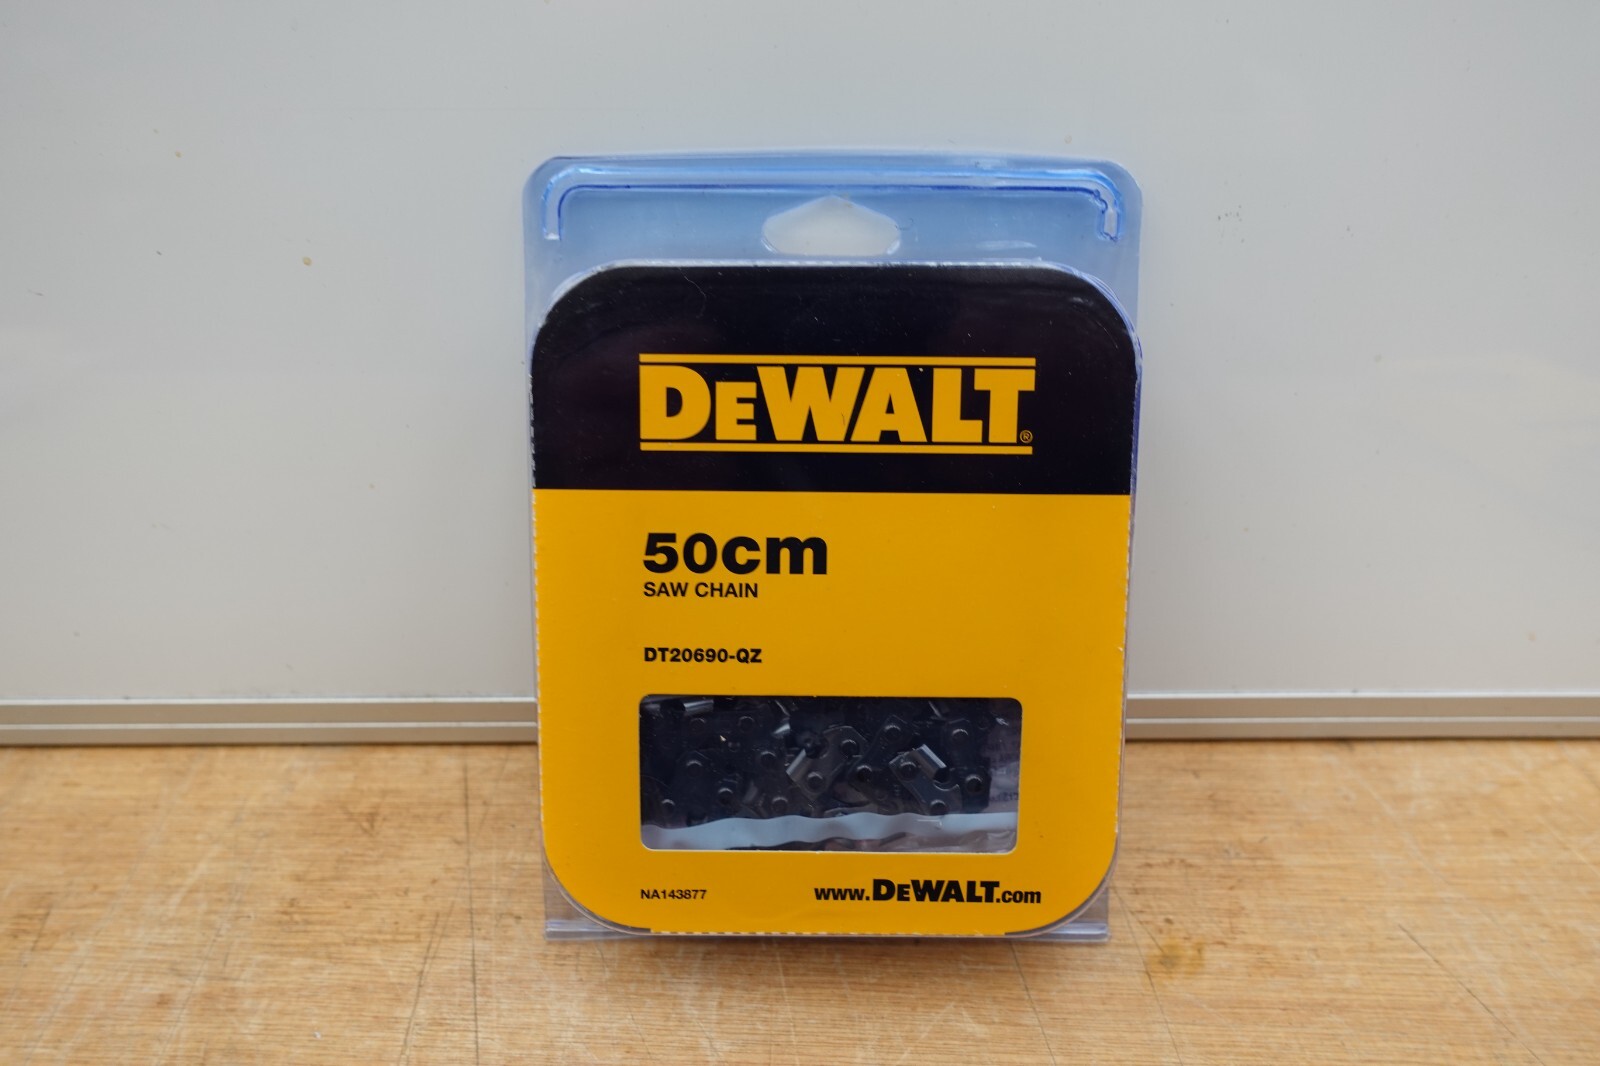 DEWALT®
50cm
SAW CHAIN
DT20690-QZ
NA143877
www.DEWALT.com